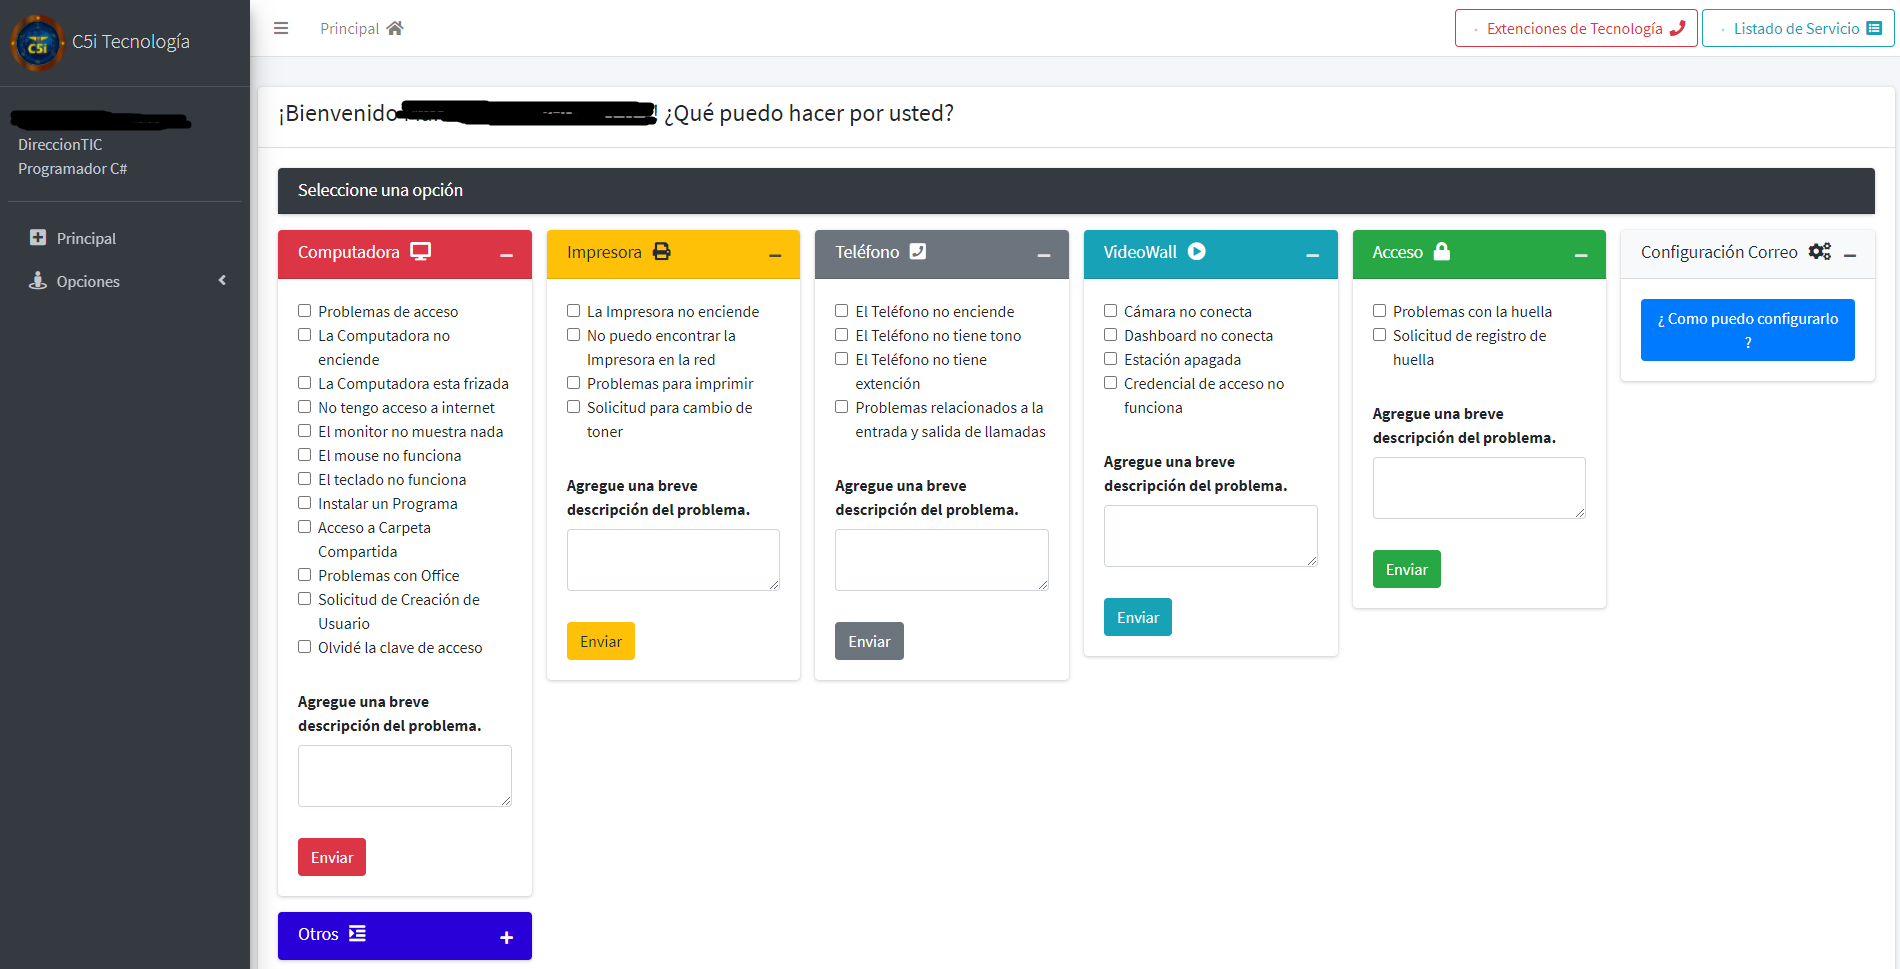 C5i
C5i Tecnología
DireccionTIC
Programador C#
Principal
Opciones
Principal
Extenciones de Tecnología
Listado de Servicio
¡Bienvenido ¿Qué puedo hacer por usted?
Seleccione una opción
Computadora
Problemas de acceso
La Computadora no
enciende
La Computadora esta frizada
No tengo acceso a internet
El monitor no muestra nada
El mouse no funciona
El teclado no funciona
Instalar un Programa
Acceso a Carpeta
Compartida
Problemas con Office
Solicitud de Creación de
Usuario
Olvidé la clave de acceso
Agregue una breve
descripción del problema.
Enviar
Impresora
La Impresora no enciende
No puedo encontrar la
Impresora en la red
Problemas para imprimir
Solicitud para cambio de
toner
Agregue una breve
descripción del problema.
Enviar
Teléfono
El Teléfono no enciende
El Teléfono no tiene tono
El Teléfono no tiene
extención
Problemas relacionados a la
entrada y salida de llamadas
Agregue una breve
descripción del problema.
Enviar
VideoWall
Cámara no conecta
Dashboard no conecta
Estación apagada
Credencial de acceso no
funciona
Agregue una breve
descripción del problema.
Enviar
Acceso
Problemas con la huella
Solicitud de registro de
huella
Agregue una breve
descripción del problema.
Enviar
Configuración Correo
¿ Como puedo configurarlo
?
Otros